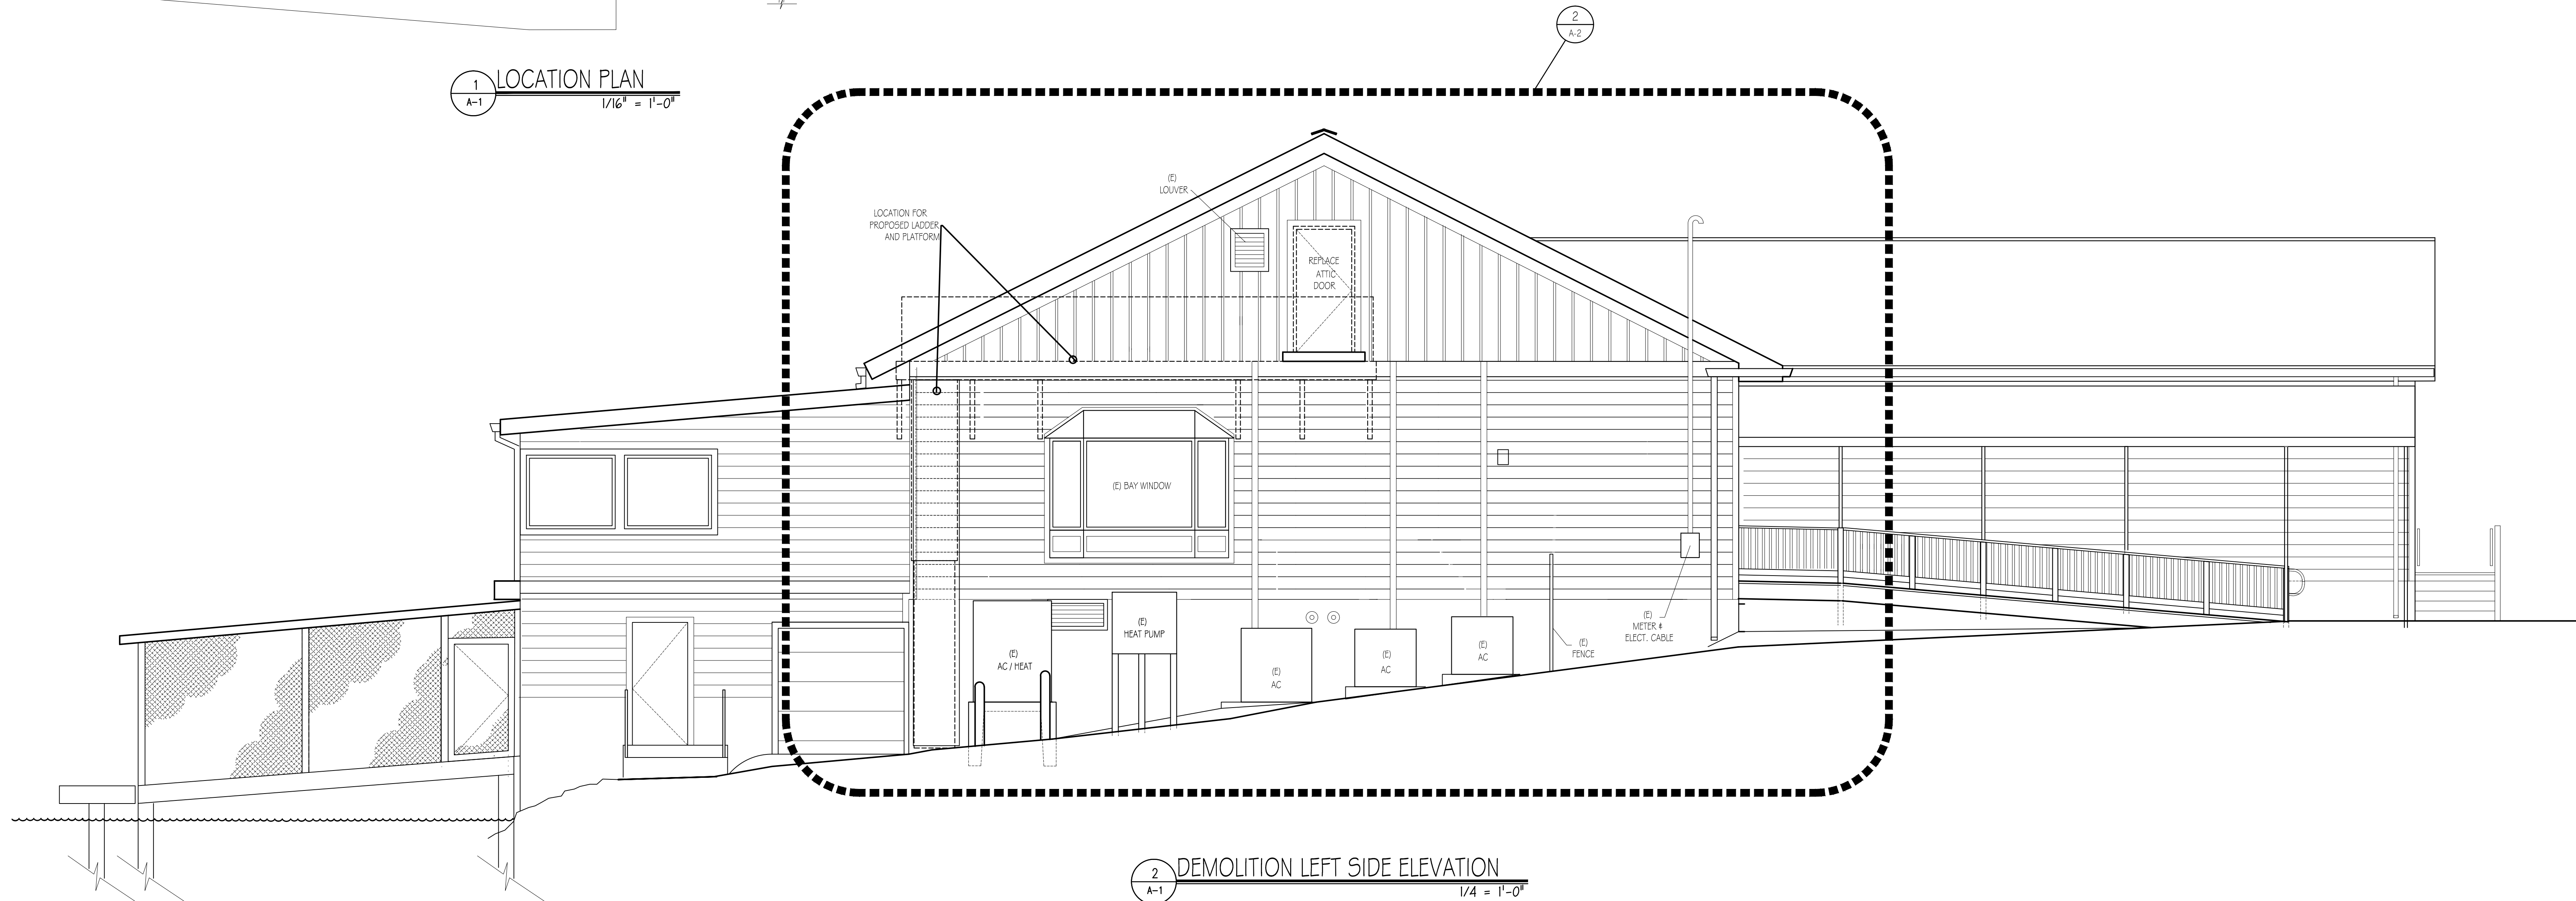 2
A-2
1
A-1
LOCATION PLAN
1/16" = 1'-0"
(E)
LOUVER
LOCATION FOR
PROPOSED LADDER
AND PLATFORM
REPLACE
ATTIC
DOOR
(E) BAY WINDOW
(E)
AC / HEAT
(E)
HEAT PUMP
(E)
AC
(E)
AC
(E)
AC
(E)
FENCE
(E)
METER &
ELECT. CABLE
2
A-1
DEMOLITION LEFT SIDE ELEVATION
1/4 = 1'-0"